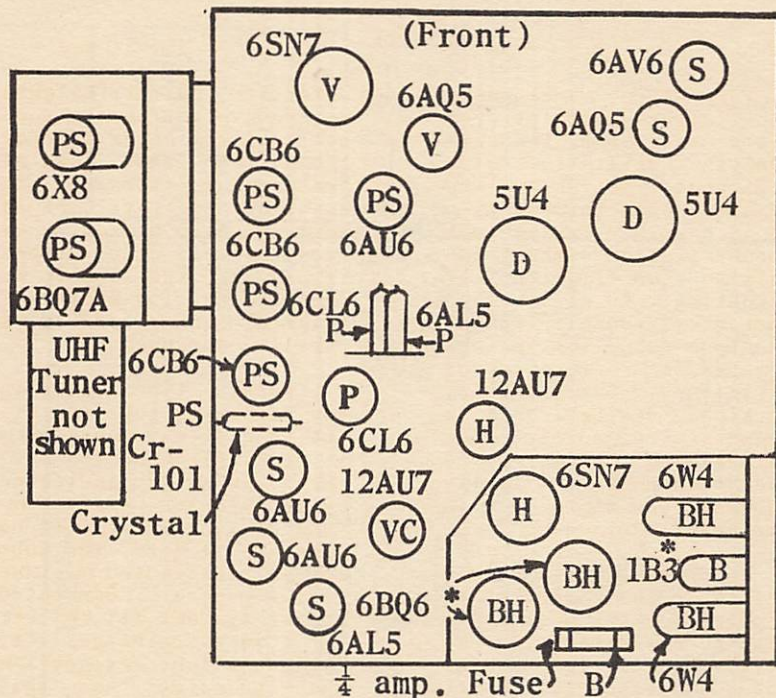 (Front)
6SN7
V
6AV6
S
6AQ5
V
6AQ5
S
PS
6X8
6CB6
PS
PS
6AU6
5U4
D
5U4
D
PS
6BQ7A
6CB6
PS
6CL6
P
6AL5
P
UHF
Tuner
not
shown
6CB6
PS
P
6CL6
12AU7
H
PS
Cr-
101
Crystal
S
6AU6
12AU7
VC
6SN7
H
6W4
BH
S
6AU6
*
BH
1B3
*
B
S
6AL5
6BQ6
BH
BH
6W4
¼ amp. Fuse
B